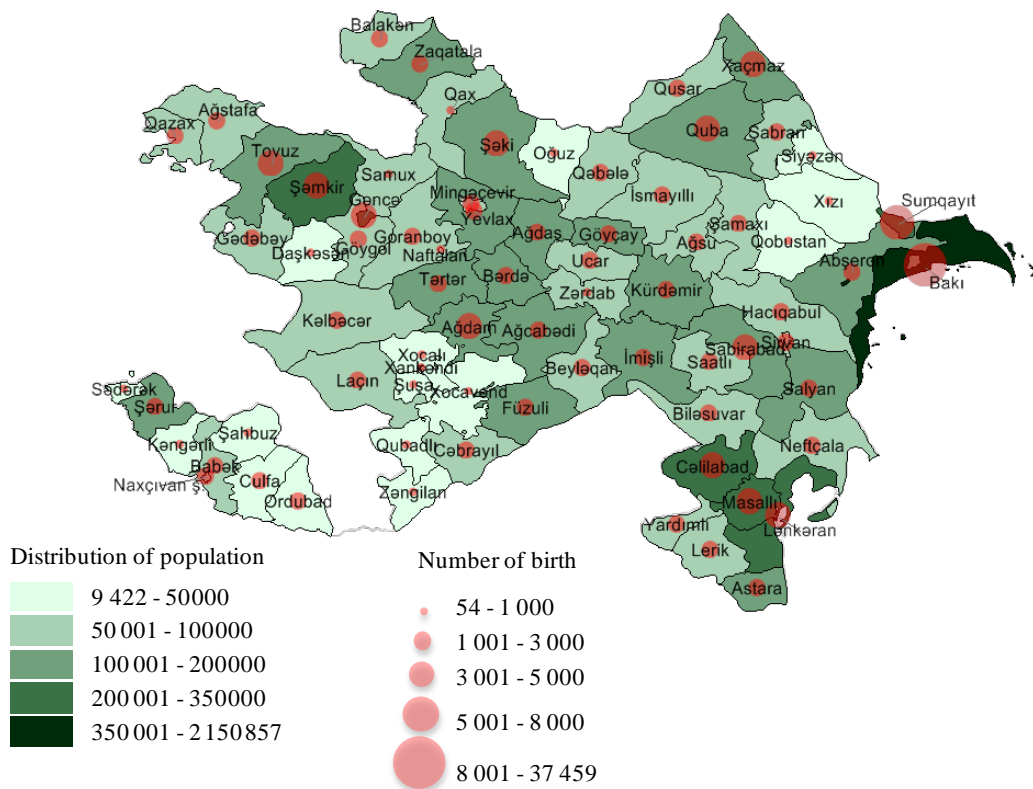 Balakən
Zaqatala
Xaçmaz
Qax
Qusar
Ağstafa
Qazax
Quba
Şabran
Tovuz
Şəki
Oğuz
Siyəzən
Şəmkir
Samux
Qəbələ
Mingəçevir
İsmayıllı
Xızı
Sumqayıt
Gəncə
Yevlax
Gədəbəy
Goranboy
Ağdaş
Göyçay
Şamaxı
Ağsu
Qobustan
Daşkəsən
Göygöl
Naftalan
Ucar
Abşeron
Bakı
Tərtər
Bərdə
Zərdab
Kürdəmir
Hacıqabul
Kəlbəcər
Ağdam
Ağcabədi
Şirvan
Sabirabad
Xocalı
Xankəndi
İmişli
Saatlı
Laçın
Şuşa
Beyləqan
Sədərək
Xocavənd
Salyan
Şərur
Füzuli
Biləsuvar
Şahbuz
Kəngərli
Qubadlı
Cəbrayıl
Neftçala
Babək
Cəlilabad
Naxçıvan ş.
Culfa
Zəngilan
Ordubad
Masallı
Yardımlı
Lənkəran
Lerik
Astara
Distribution of population
9 422 - 50000
50 001 - 100000
100 001 - 200000
200 001 - 350000
350 001 - 2150857
Number of birth
54 - 1 000
1 001 - 3 000
3 001 - 5 000
5 001 - 8 000
8 001 - 37 459